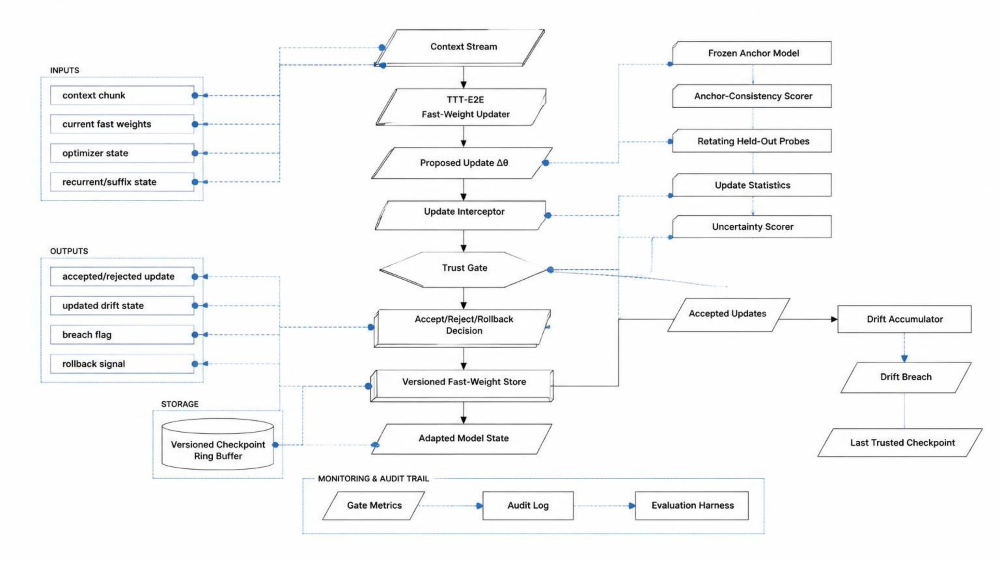 INPUTS
context chunk
current fast weights
optimizer state
recurrent/suffix state
OUTPUTS
accepted/rejected update
updated drift state
breach flag
rollback signal
STORAGE
Versioned Checkpoint
Ring Buffer
Context Stream
TTT-E2E
Fast-Weight Updater
Proposed Update Δθ
Update Interceptor
Trust Gate
Accept/Reject/Rollback
Decision
Versioned Fast-Weight Store
Adapted Model State
Frozen Anchor Model
Anchor-Consistency Scorer
Retating Held-Out Probes
Update Statistics
Uncertainty Scorer
Accepted Updates
Drift Accumulator
Drift Breach
Last Trusted Checkpoint
MONITORING & AUDIT TRAIL
Gate Metrics
Audit Log
Evaluation Harness